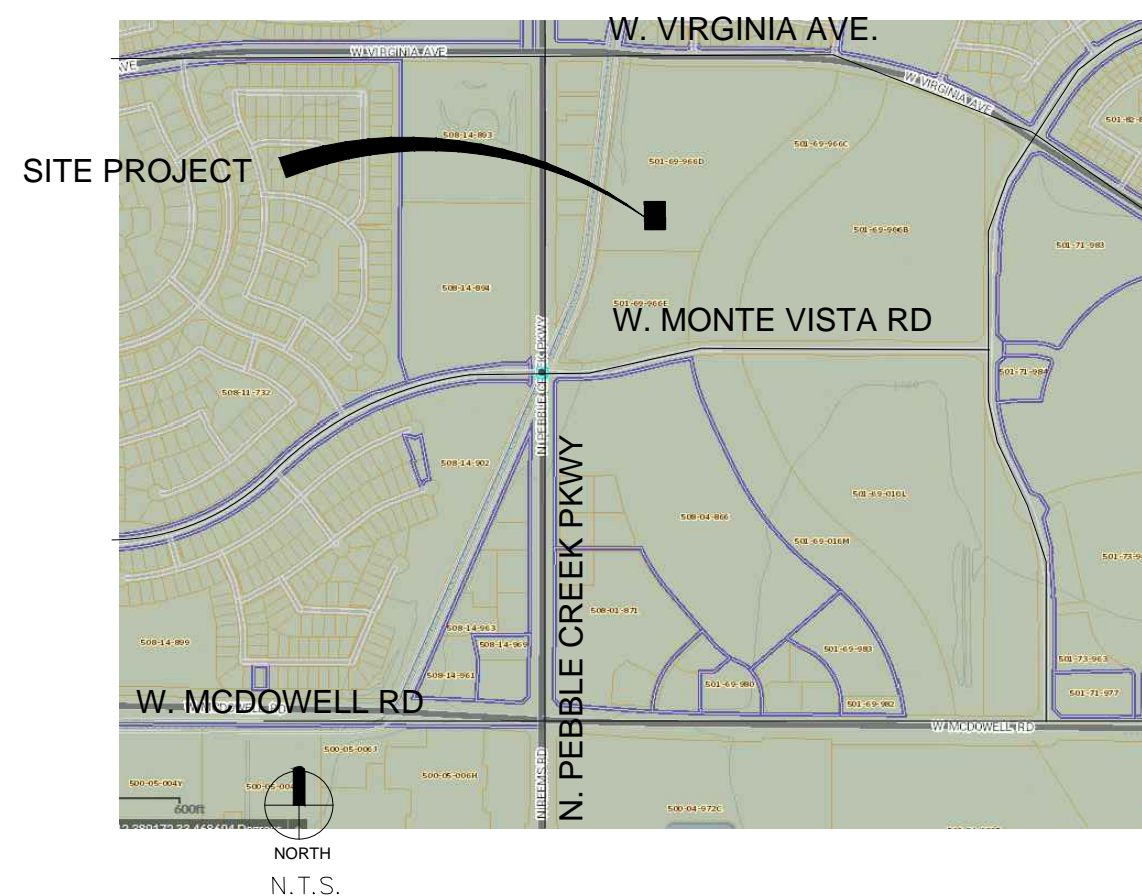 W. VIRGINIA AVE.
W VIRGINIA AVE
W VIRGINIA AVE
508-14-893
501-69-966C
501-69-966D
SITE PROJECT
501-69-966B
501-71-983
508-14-894
501-69-966E
W. MONTE VISTA RD
N PEBBLE CREEK PKWY
501-71-984
508-11-732
508-14-902
501-69-016L
508-04-866
501-69-016M
N. PEBBLE CREEK PKWY
508-01-871
508-14-963
508-14-899
508-14-969
501-69-983
501-73-963
508-14-961
501-69-980
501-71-977
W. MCDOWELL RD
501-69-982
W MCDOWELL RD
500-05-004Y
500-05-006H
N REEMS RD
600ft
500-04-972C
NORTH
N.T.S.